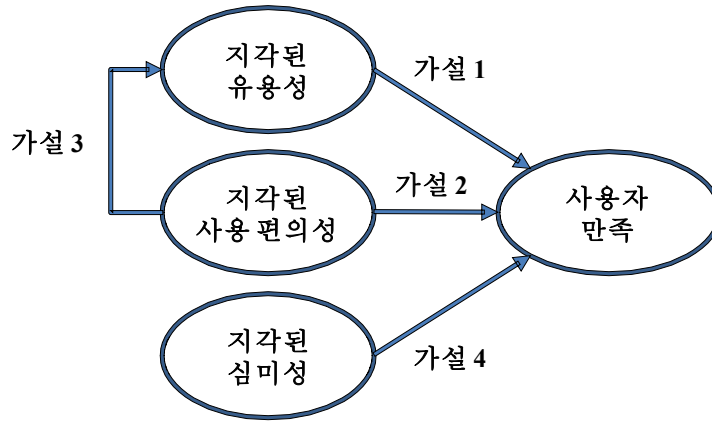 지각된
유용성
가설 1
가설 3
지각된
사용 편의성
가설 2
사용자
만족
지각된
심미성
가설 4